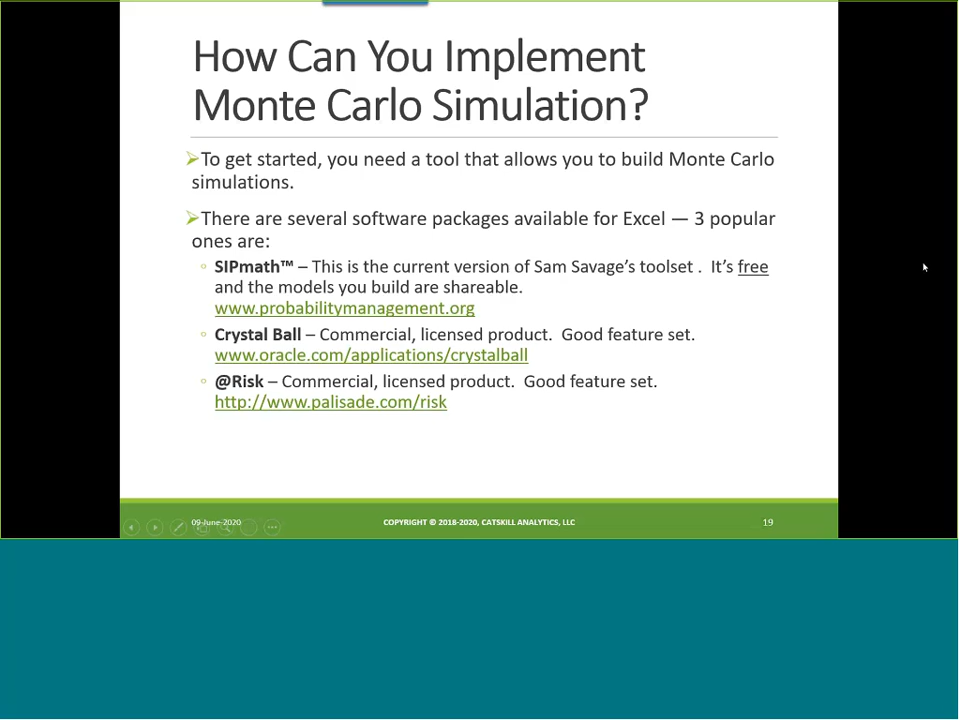 How Can You Implement
Monte Carlo Simulation?
➢To get started, you need a tool that allows you to build Monte Carlo
simulations.
➢There are several software packages available for Excel — 3 popular
ones are:
◦ SIPmath™ – This is the current version of Sam Savage's toolset .  It's free
and the models you build are shareable.
www.probabilitymanagement.org
◦ Crystal Ball – Commercial, licensed product.  Good feature set.
www.oracle.com/applications/crystalball
◦ @Risk – Commercial, licensed product.  Good feature set.
http://www.palisade.com/risk
09-June-2020 COPYRIGHT © 2018-2020, CATSKILL ANALYTICS, LLC 19